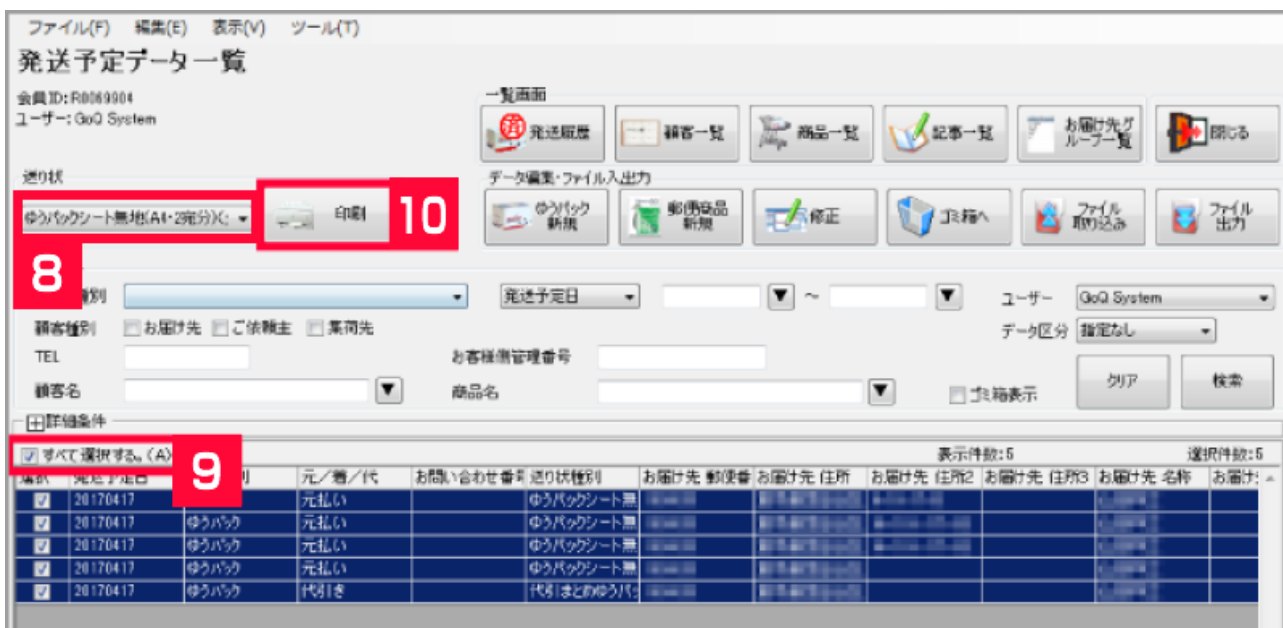 ファイル(F) 編集(E) 表示(V) ツール(T)
発送予定データ一覧
会員ID:R0069904
ユーザー:GoQ System
一覧画面
発送履歴 顧客一覧 商品一覧 記事一覧 お届け先グループ一覧 閉じる
送り状
データ編集・ファイル入出力
ゆうパックシート無地(A4・2宛分)< 印刷 10 ゆうパック新規 郵便商品新規 修正 ゴミ箱へ ファイル取り込み ファイル出力
8
種別 発送予定日 ～ ユーザー GoQ System
顧客種別 お届け先 ご依頼主 集荷先 データ区分 指定なし
TEL お客様側管理番号
顧客名 商品名 ゴミ箱表示 クリア 検索
詳細条件
すべて選択する。(A) 9 表示件数:5 選択件数:5
選択 発送予定日 別 元／着／代 お問い合わせ番号 送り状種別 お届け先 郵便番 お届け先 住所 お届け先 住所2 お届け先 住所3 お届け先 名称 お届け
20170417 元払い ゆうパックシート無
20170417 ゆうパック 元払い ゆうパックシート無
20170417 ゆうパック 元払い ゆうパックシート無
20170417 ゆうパック 元払い ゆうパックシート無
20170417 ゆうパック 代引き 代引まとめゆうパッ